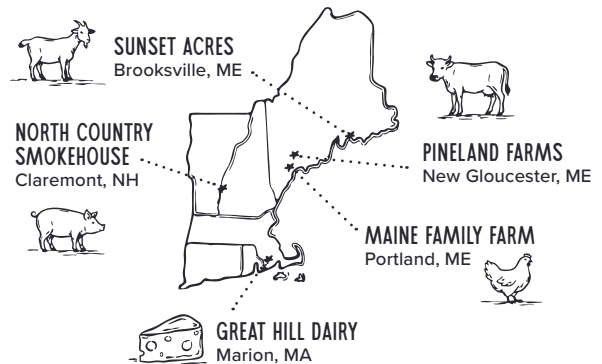 SUNSET ACRES
Brooksville, ME
NORTH COUNTRY
SMOKEHOUSE
Claremont, NH
PINELAND FARMS
New Gloucester, ME
MAINE FAMILY FARM
Portland, ME
GREAT HILL DAIRY
Marion, MA